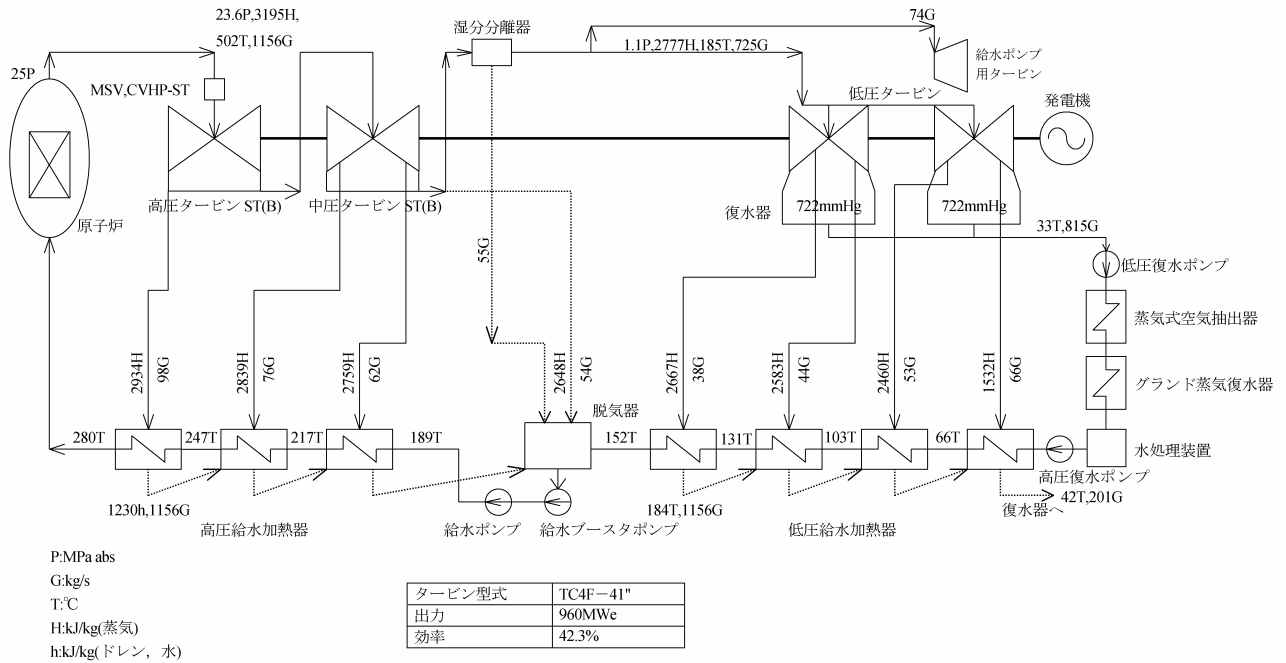 23.6P,3195H,
502T,1156G
25P
MSV,CVHP-ST
湿分分離器
74G
1.1P,2777H,185T,725G
給水ポンプ
用タービン
低圧タービン
発電機
原子炉
高圧タービン ST(B)
中圧タービン ST(B)
復水器
722mmHg
722mmHg
33T,815G
低圧復水ポンプ
蒸気式空気抽出器
グランド蒸気復水器
水処理装置
高圧復水ポンプ
55G
2934H
98G
2839H
76G
2759H
62G
2648H
54G
2667H
38G
2583H
44G
2460H
53G
1532H
66G
脱気器
280T
247T
217T
189T
152T
131T
103T
66T
1230h,1156G
高圧給水加熱器
給水ポンプ
給水ブースタポンプ
184T,1156G
低圧給水加熱器
復水器へ
42T,201G
P:MPa abs
G:kg/s
T:℃
H:kJ/kg(蒸気)
h:kJ/kg(ドレン，水)
タービン型式 TC4F－41"
出力 960MWe
効率 42.3%